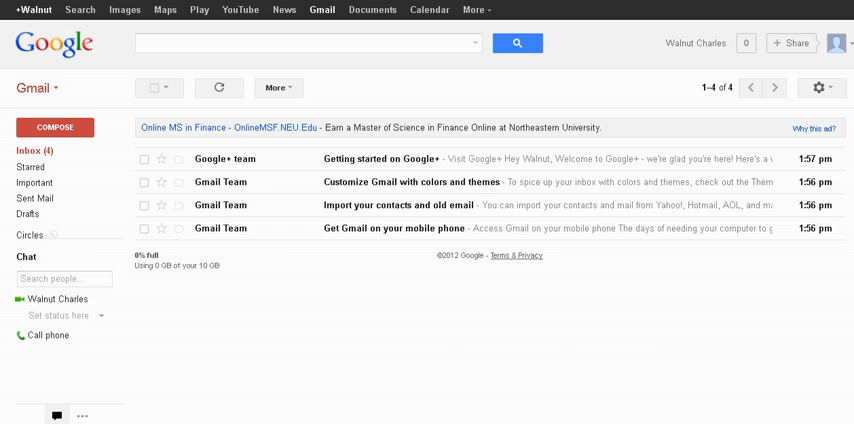 +Walnut Search Images Maps Play YouTube News Gmail Documents Calendar More
Google
Walnut Charles 0 + Share
Gmail
More
1–4 of 4
COMPOSE
Online MS in Finance - OnlineMSF.NEU.Edu - Earn a Master of Science in Finance Online at Northeastern University. Why this ad?
Inbox (4)
Starred
Important
Sent Mail
Drafts
Circles
Google+ team Getting started on Google+ - Visit Google+ Hey Walnut, Welcome to Google+ - we're glad you're here! Here's a 1:57 pm
Gmail Team Customize Gmail with colors and themes - To spice up your inbox with colors and themes, check out the Them 1:56 pm
Gmail Team Import your contacts and old email - You can import your contacts and mail from Yahoo!, Hotmail, AOL, and 1:56 pm
Gmail Team Get Gmail on your mobile phone - Access Gmail on your mobile phone The days of needing your computer to 1:56 pm
0% full
Using 0 GB of your 10 GB
©2012 Google - Terms & Privacy
Chat
Search people...
Walnut Charles
Set status here
Call phone